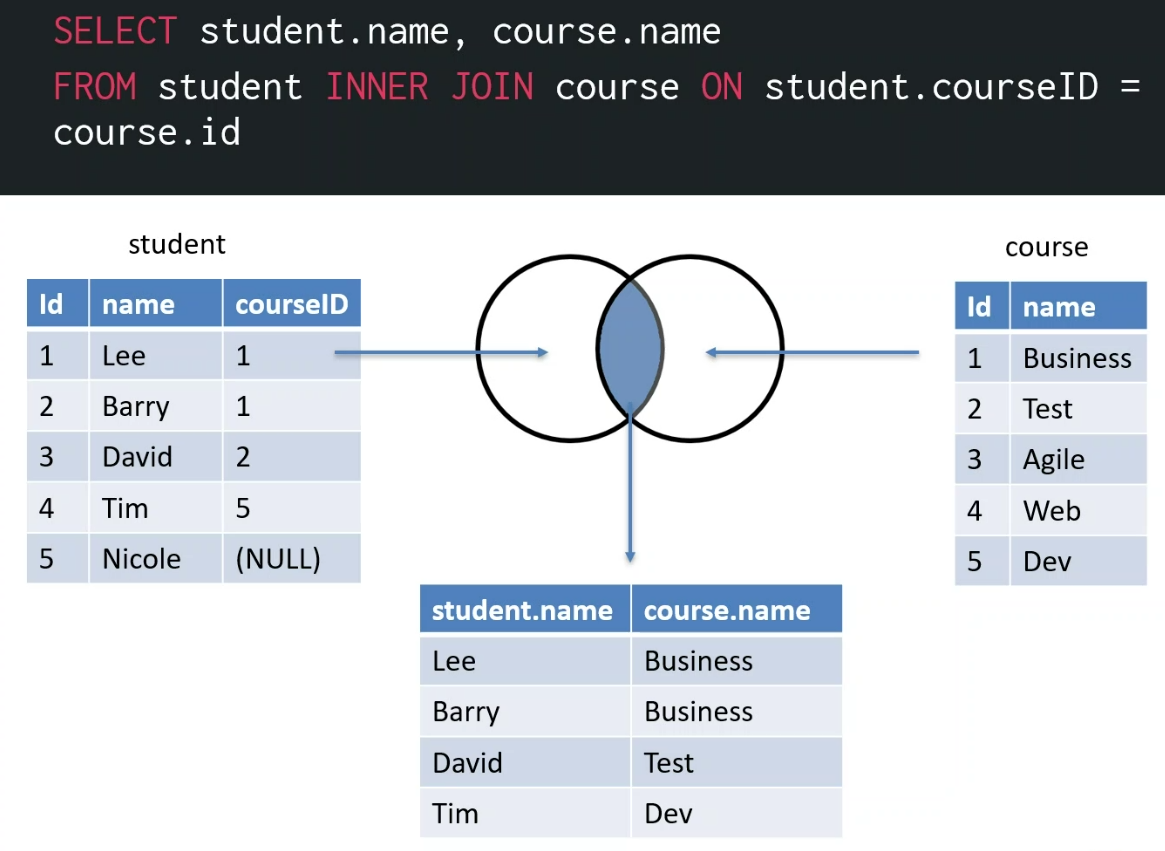 SELECT student.name, course.name
FROM student INNER JOIN course ON student.courseID =
course.id
student
Id name courseID
1 Lee 1
2 Barry 1
3 David 2
4 Tim 5
5 Nicole (NULL)
course
Id name
1 Business
2 Test
3 Agile
4 Web
5 Dev
student.name course.name
Lee Business
Barry Business
David Test
Tim Dev